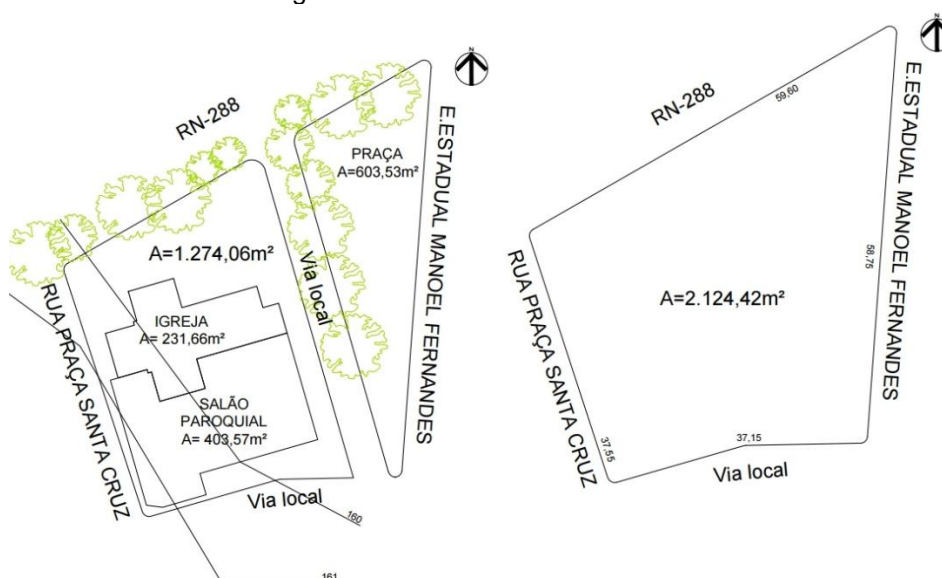 N
RN-288
PRAÇA
A=603,53m²
E.ESTADUAL MANOEL FERNANDES
A=1.274,06m²
Via local
IGREJA
A= 231,66m²
RUA PRAÇA SANTA CRUZ
SALÃO
PAROQUIAL
A= 403,57m²
Via local
160
161
N
RN-288
59,60
E.ESTADUAL MANOEL FERNANDES
58,75
A=2.124,42m²
RUA PRAÇA SANTA CRUZ
37,55
37,15
Via local